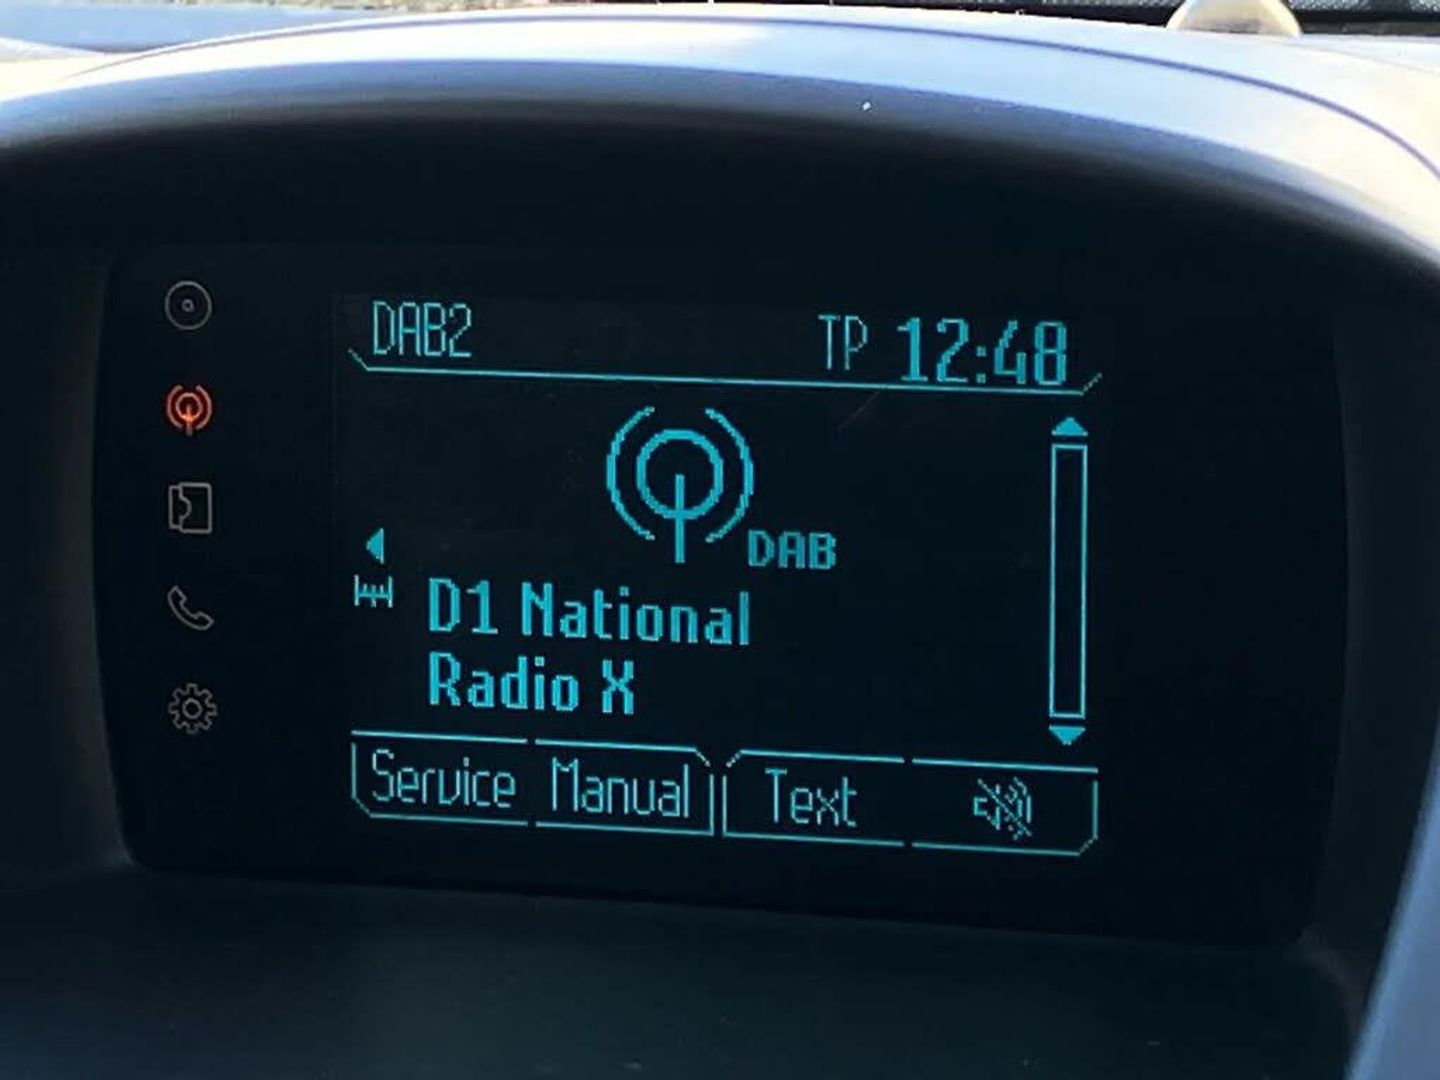 DAB2 TP 12:48
DAB
D1 National
Radio X
Service Manual Text